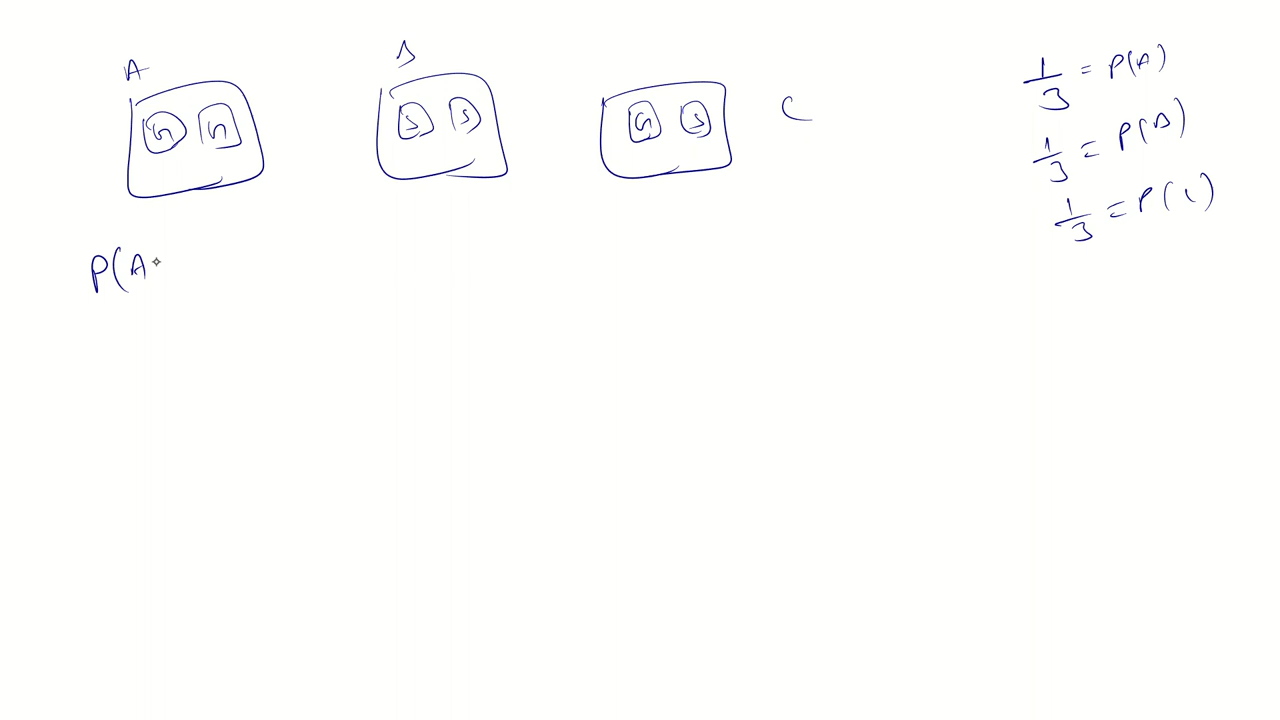 A
B
G G
S S
G S
C
1/3 = P(A)
1/3 = P(B)
1/3 = P(C)
P(A